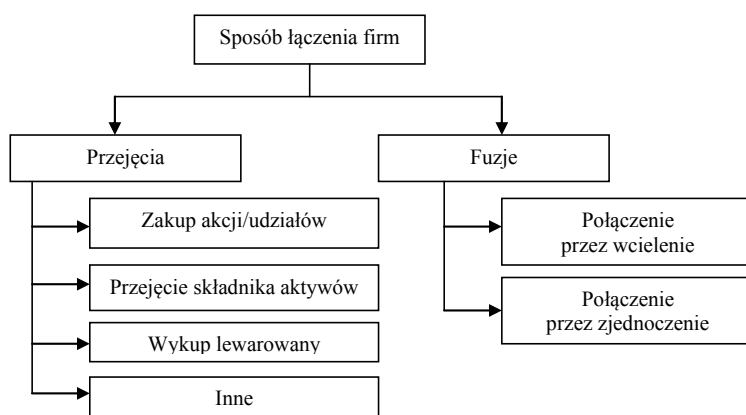 Sposób łączenia firm
Przejęcia
Fuzje
Zakup akcji/udziałów
Przejęcie składnika aktywów
Wykup lewarowany
Inne
Połączenie
przez wcielenie
Połączenie
przez zjednoczenie